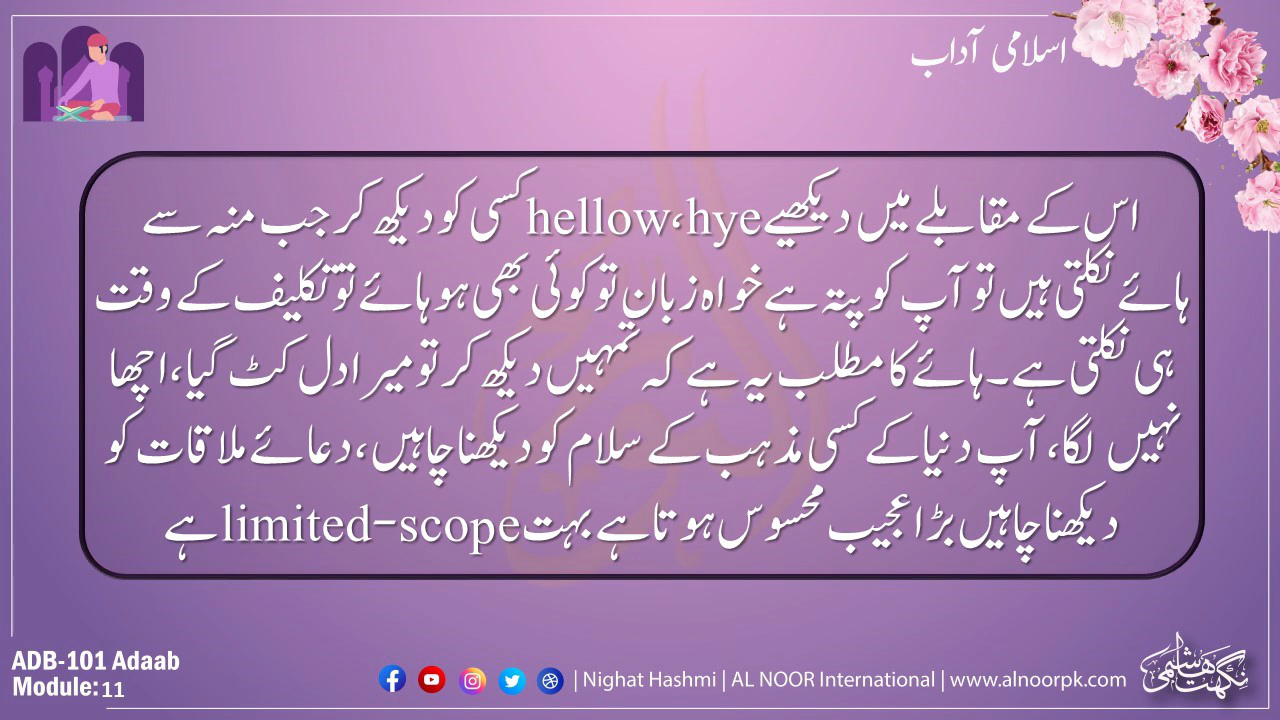 اسلامی آداب
اس کے مقابلے میں دیکھیے hellow،hye کسی کو دیکھ کر جب منہ سے
ہائے نکلتی ہیں تو آپ کو پتہ ہے خواہ زبان تو کوئی بھی ہو ہائے تو تکلیف کے وقت
ہی نکلتی ہے۔ ہائے کا مطلب یہ ہے کہ تمہیں دیکھ کر تو میرا دل کٹ گیا، اچھا
نہیں لگا، آپ دنیا کے کسی مذہب کے سلام کو دیکھنا چاہیں، دعائے ملاقات کو
دیکھنا چاہیں بڑا عجیب محسوس ہوتا ہے بہت limited-scope ہے
ADB-101 Adaab
Module:11
| Nighat Hashmi | AL NOOR International | www.alnoorpk.com
نگہت ہاشمی